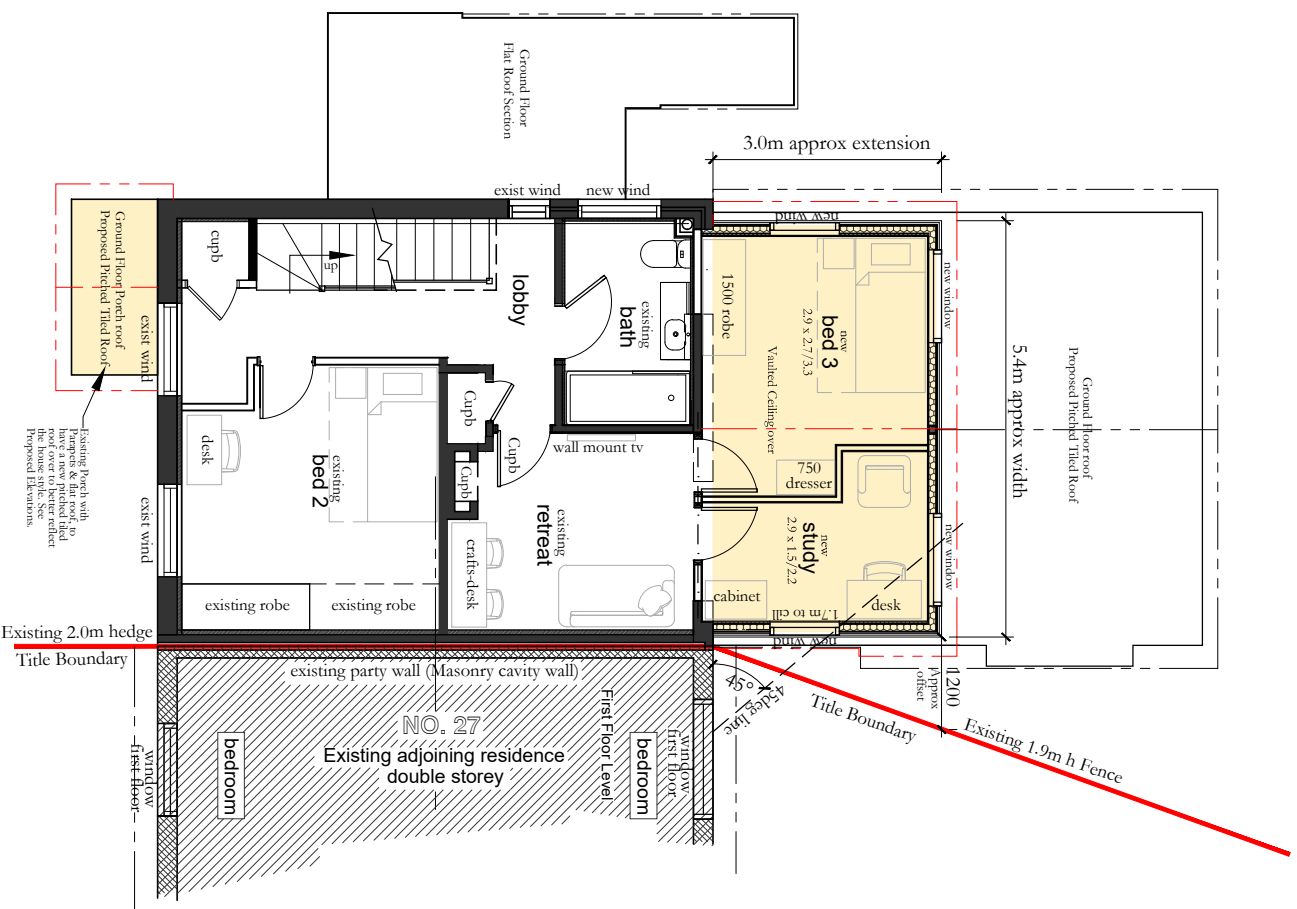 Ground Floor
Flat Roof Section
3.0m approx extension
exist wind
new wind
new wind
Ground Floor Porch roof
Proposed Pitched Tiled Roof
cupb
up
lobby
existing
bath
1500 robe
new
bed 3
2.9 x 2.7/3.3
Vaulted Ceiling over
new window
5.4m approx width
Ground Floor roof
Proposed Pitched Tiled Roof
exist wind
Existing Porch with
Parapets & flat roof, to
have a new pitched tiled
roof over to better reflect
the house style. See
Proposed Elevations.
desk
existing
bed 2
Cupb
Cupb
Cupb
wall mount tv
750
dresser
exist wind
existing
retreat
crafts-desk
new
study
2.9 x 1.5/2.2
new window
existing robe
existing robe
cabinet
1.7m to cill
desk
new wind
Existing 2.0m hedge
Title Boundary
existing party wall (Masonry cavity wall)
45°
45deg line
1200
Approx
offset
Title Boundary
Existing 1.9m h Fence
NO. 27
Existing adjoining residence
double storey
First Floor Level
window
first floor
bedroom
bedroom
window
first floor